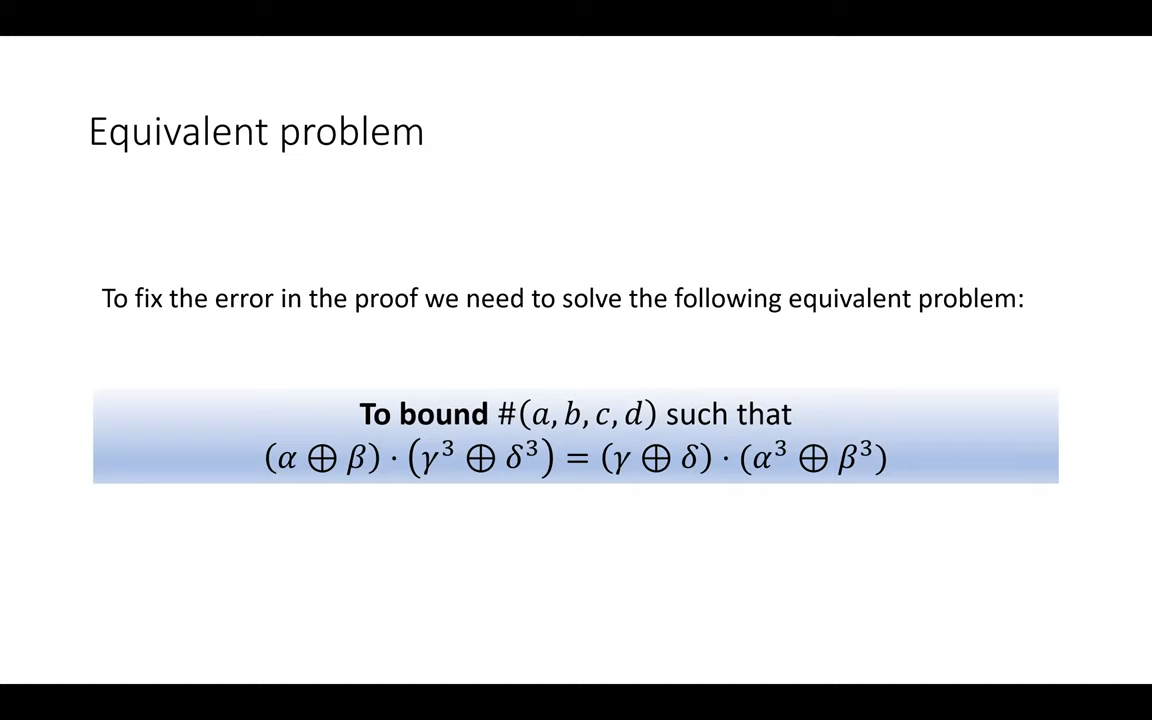 Equivalent problem
To fix the error in the proof we need to solve the following equivalent problem:
To bound #(a, b, c, d) such that
(α ⊕ β) · (γ³ ⊕ δ³) = (γ ⊕ δ) · (α³ ⊕ β³)